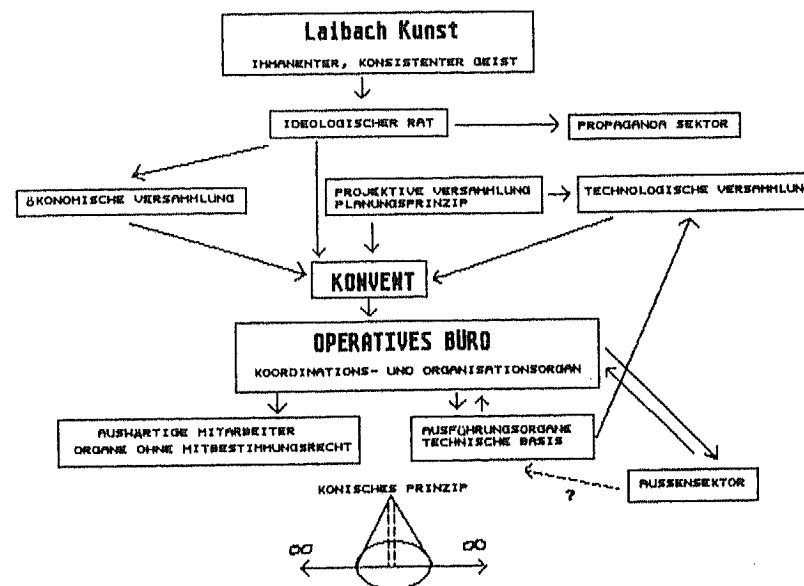 Laibach Kunst
IMMANENTER, KONSISTENTER GEIST
IDEOLOGISCHER RAT
PROPAGANDA SEKTOR
ÖKONOMISCHE VERSAMMLUNG
PROJEKTIVE VERSAMMLUNG
PLANUNGSPRINZIP
TECHNOLOGISCHE VERSAMMLUN
KONVENT
OPERATIVES BÜRO
KOORDINATIONS- UND ORGANISATIONSORGAN
AUSWÄRTIGE MITARBEITER
ORGANE OHNE MITBESTIMMUNGSRECHT
AUSFÜHRUNGSORGANE
TECHNISCHE BASIS
AUSSENSEKTOR
?
KONISCHES PRINZIP
∞ ∞